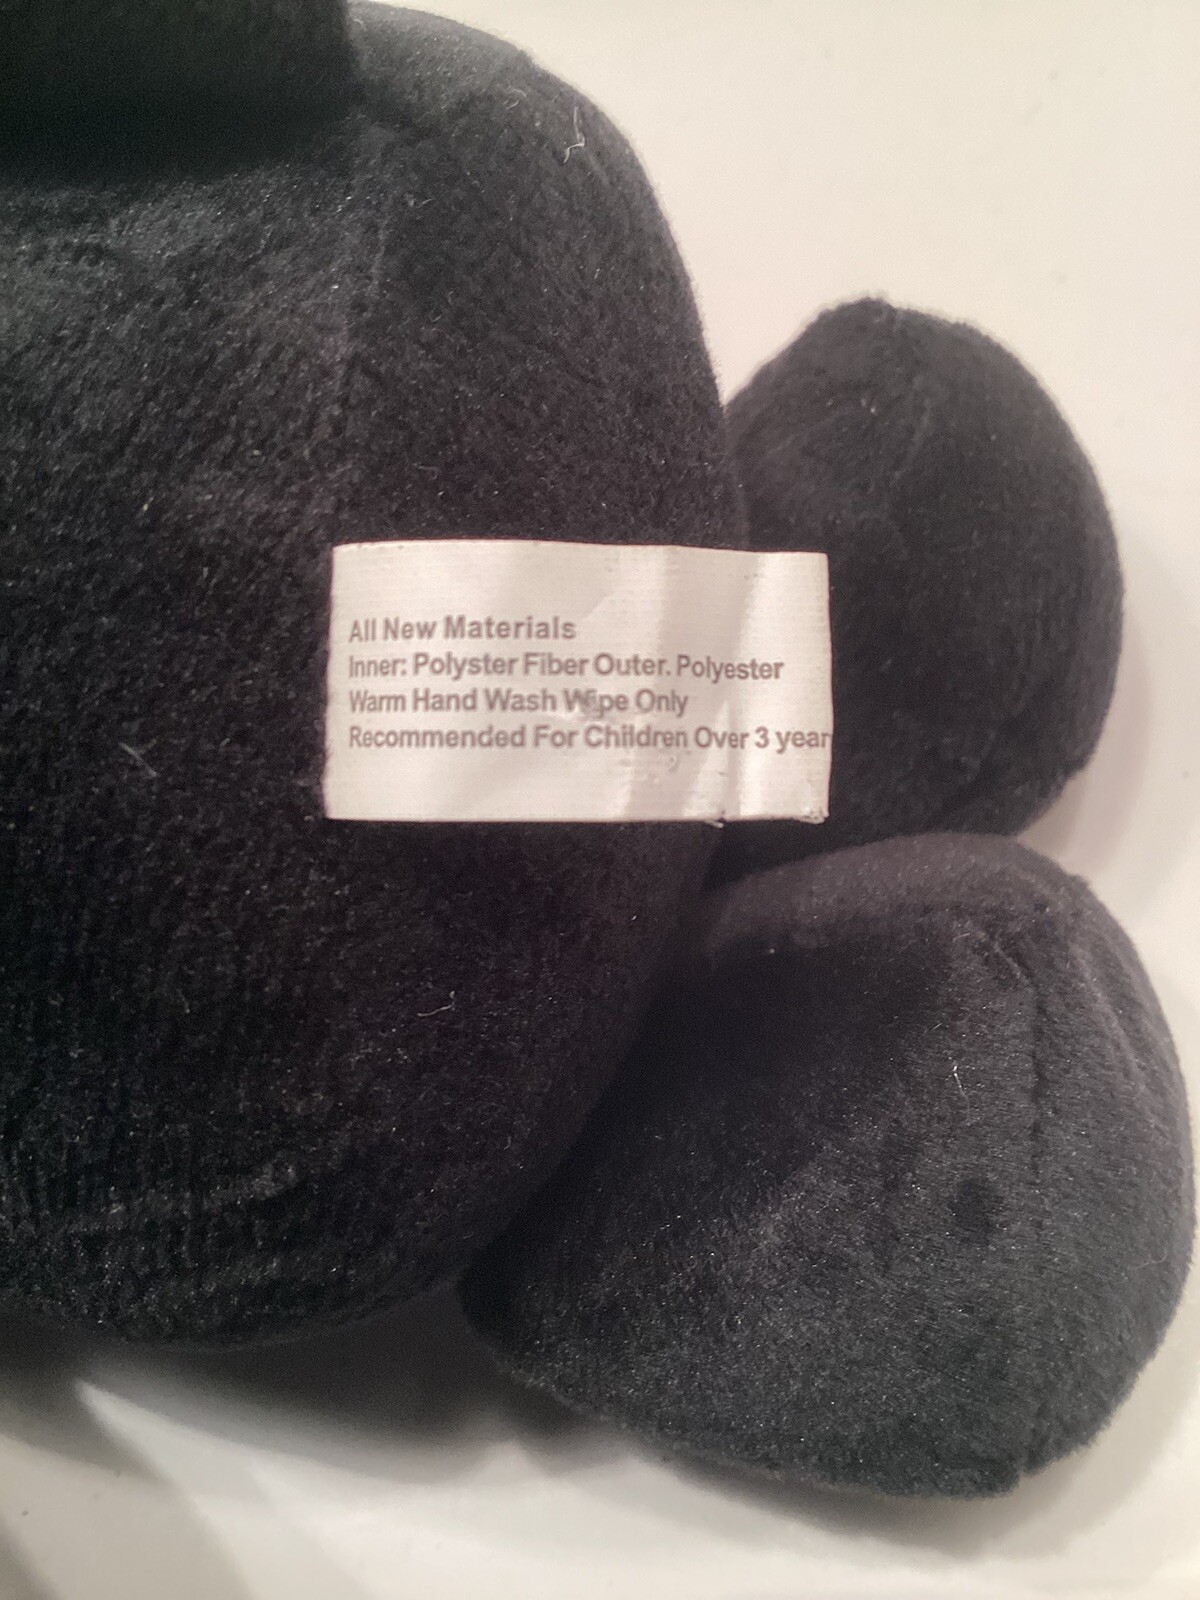 All New Materials
Inner: Polyster Fiber Outer. Polyester
Warm Hand Wash Wipe Only
Recommended For Children Over 3 year